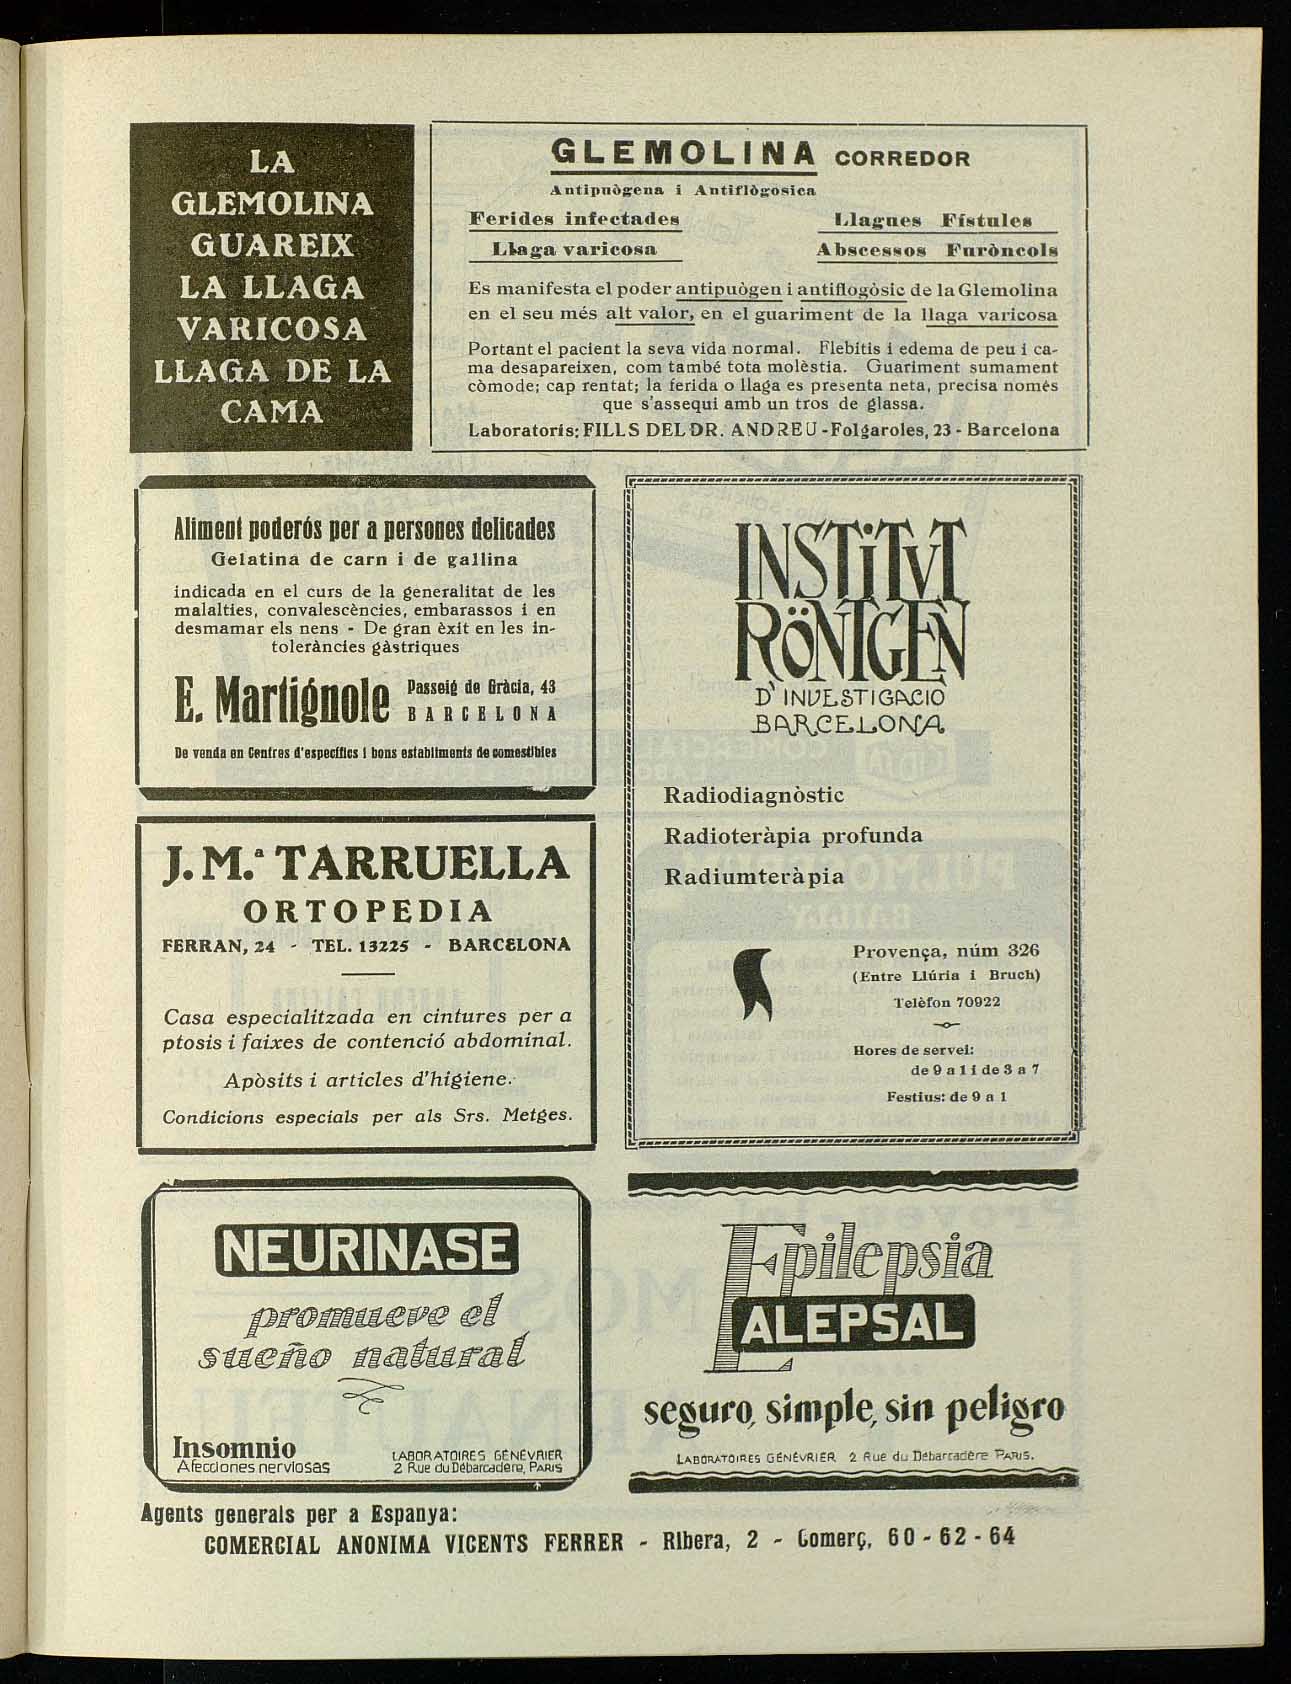 LA
GLEMOLINA
GUAREIX
LA LLAGA
VARICOSA
LLAGA DE LA
CAMA
GLEMOLINA CORREDOR
Antipuògena i Antiflògosica
Ferides infectades Llagues Fístules
Llaga varicosa Abscessos Furòncols
Es manifesta el poder antipuògen i antiflogòsic de la Glemolina
en el seu més alt valor, en el guariment de la llaga varicosa
Portant el pacient la seva vida normal. Flebitis i edema de peu i ca-
ma desapareixen, com també tota molèstia. Guariment sumament
còmode; cap rentat; la ferida o llaga es presenta neta, precisa només
que s'assequi amb un tros de glassa.
Laboratoris: FILLS DEL DR. ANDREU - Folgaroles, 23 - Barcelona
Aliment poderós per a persones delicades
Gelatina de carn i de gallina
indicada en el curs de la generalitat de les
malalties, convalescències, embarassos i en
desmamar els nens - De gran èxit en les in-
toleràncies gàstriques
E. Martignole Passeig de Gràcia, 43
BARCELONA
De venda en Centres d'específics i bons establiments de comestibles
J. M.ª TARRUELLA
ORTOPEDIA
FERRAN, 24 - TEL. 13225 - BARCELONA
Casa especialitzada en cintures per a
ptosis i faixes de contenció abdominal.
Apòsits i articles d'higiene.
Condicions especials per als Srs. Metges.
INSTITVT
RÖNTGEN
D'INVESTIGACIO
BARCELONA
Radiodiagnòstic
Radioteràpia profunda
Radiumteràpia
Provença, núm 326
(Entre Llúria i Bruch)
Telèfon 70922
Hores de servei:
de 9 a 1 i de 3 a 7
Festius: de 9 a 1
NEURINASE
promueve el
sueño natural
Insomnio
Afecciones nerviosas
LABORATOIRES GÉNÉVRIER
2 Rue du Débarcadère, PARIS
Epilepsia
ALEPSAL
seguro, simple, sin peligro
LABORATOIRES GÉNÉVRIER 2 Rue du Débarcadère PARIS.
Agents generals per a Espanya:
COMERCIAL ANONIMA VICENTS FERRER - Ribera, 2 - Comerç, 60 - 62 - 64